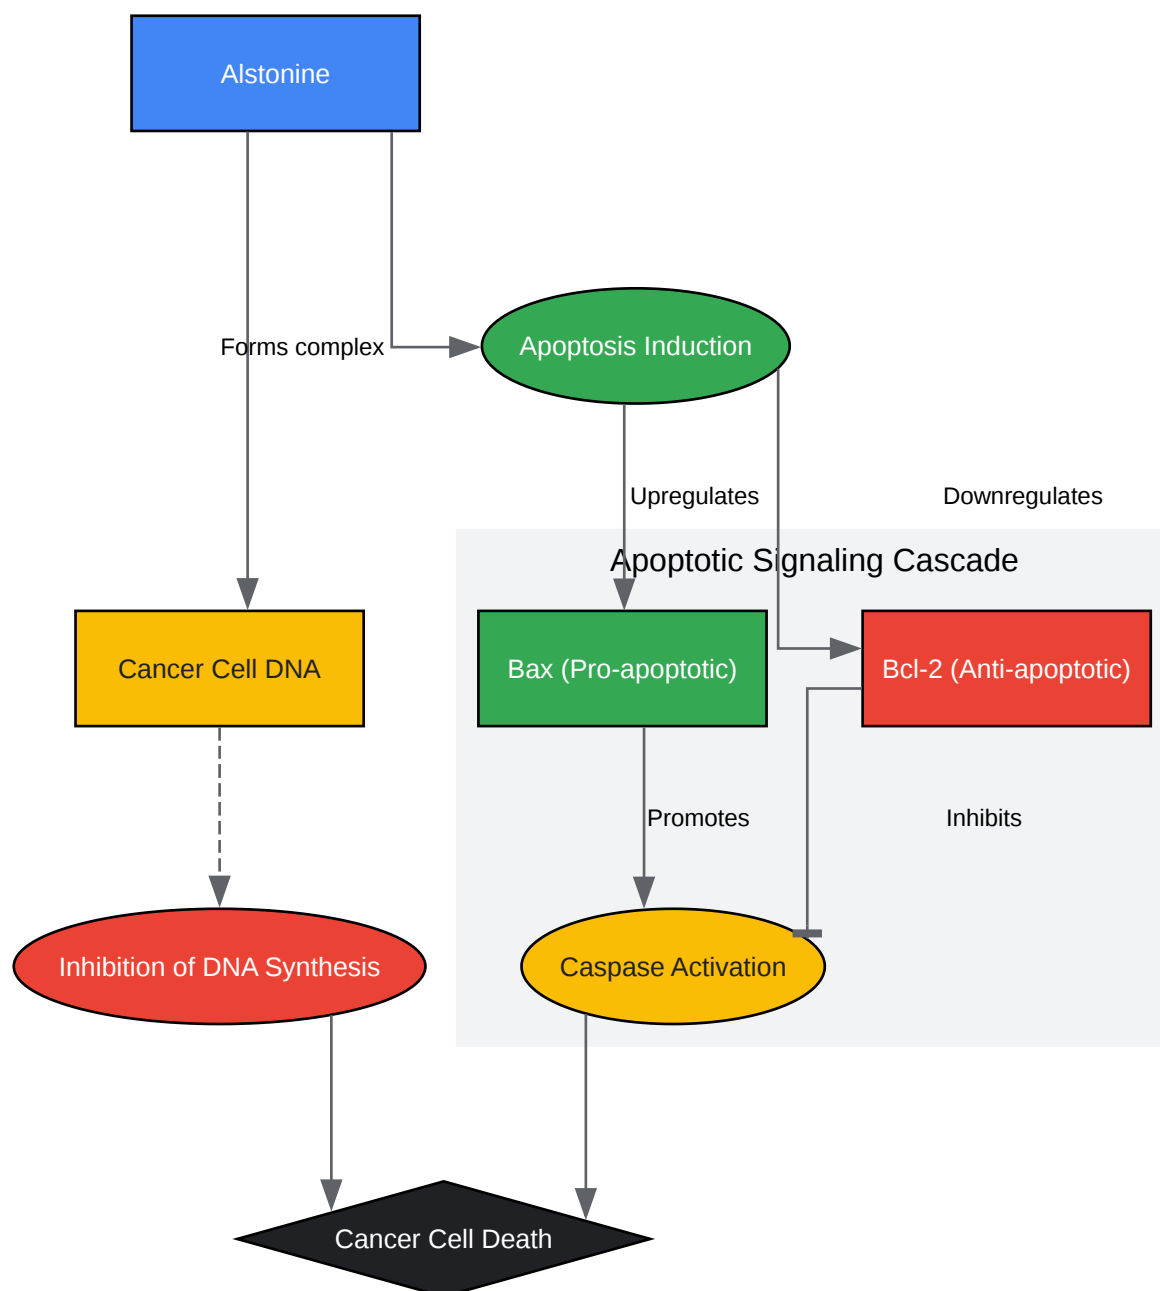 Alstonine
Forms complex
Apoptosis Induction
Upregulates
Downregulates
Apoptotic Signaling Cascade
Cancer Cell DNA
Bax (Pro-apoptotic)
Bcl-2 (Anti-apoptotic)
Promotes
Inhibits
Inhibition of DNA Synthesis
Caspase Activation
Cancer Cell Death